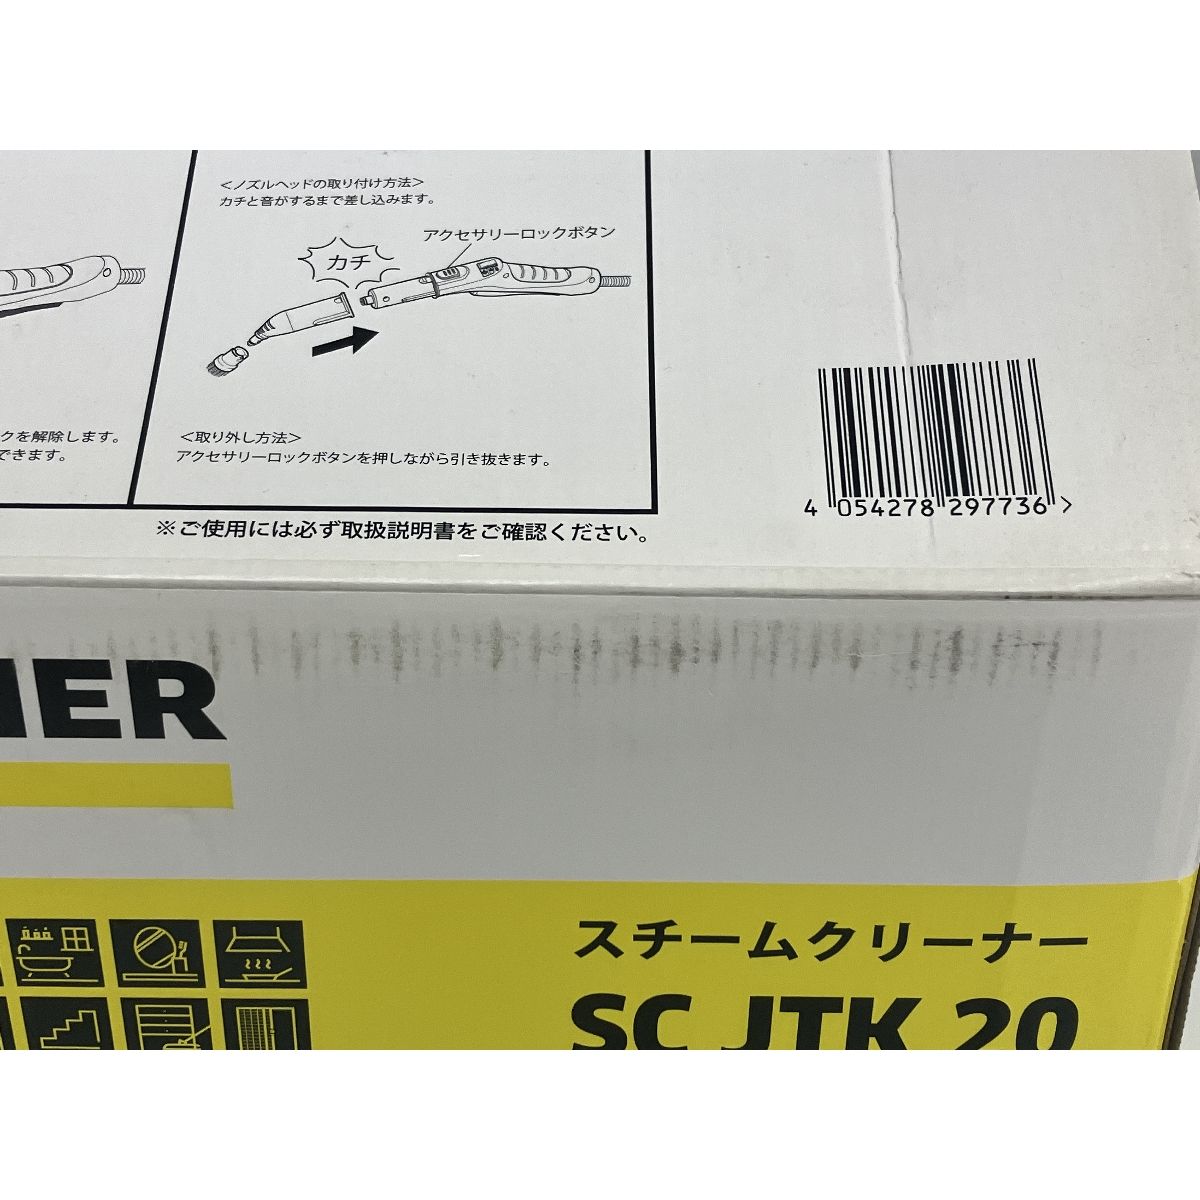 ＜ノズルヘッドの取り付け方法＞
カチと音がするまで差し込みます。
アクセサリーロックボタン
カチ
クを解除します。
できます。
＜取り外し方法＞
アクセサリーロックボタンを押しながら引き抜きます。
※ご使用には必ず取扱説明書をご確認ください。
4 054278 297736 >
HER
スチームクリーナー
SC JTK 20